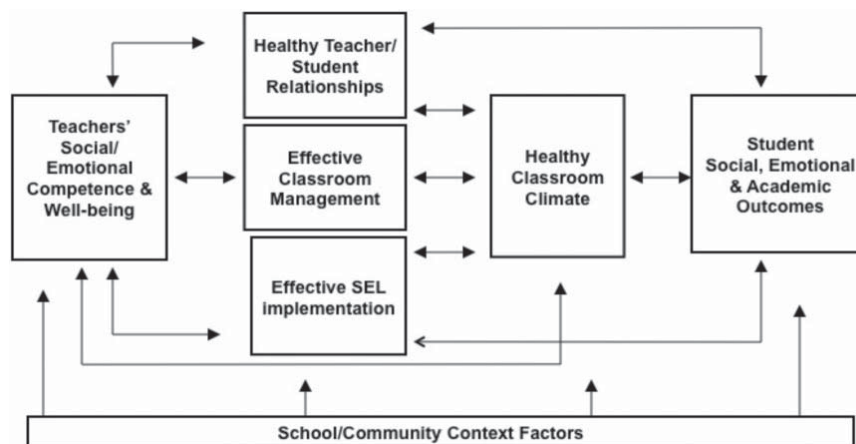 Healthy Teacher/
Student
Relationships
Teachers'
Social/
Emotional
Competence &
Well-being
Effective
Classroom
Management
Healthy
Classroom
Climate
Student
Social, Emotional
& Academic
Outcomes
Effective SEL
implementation
School/Community Context Factors